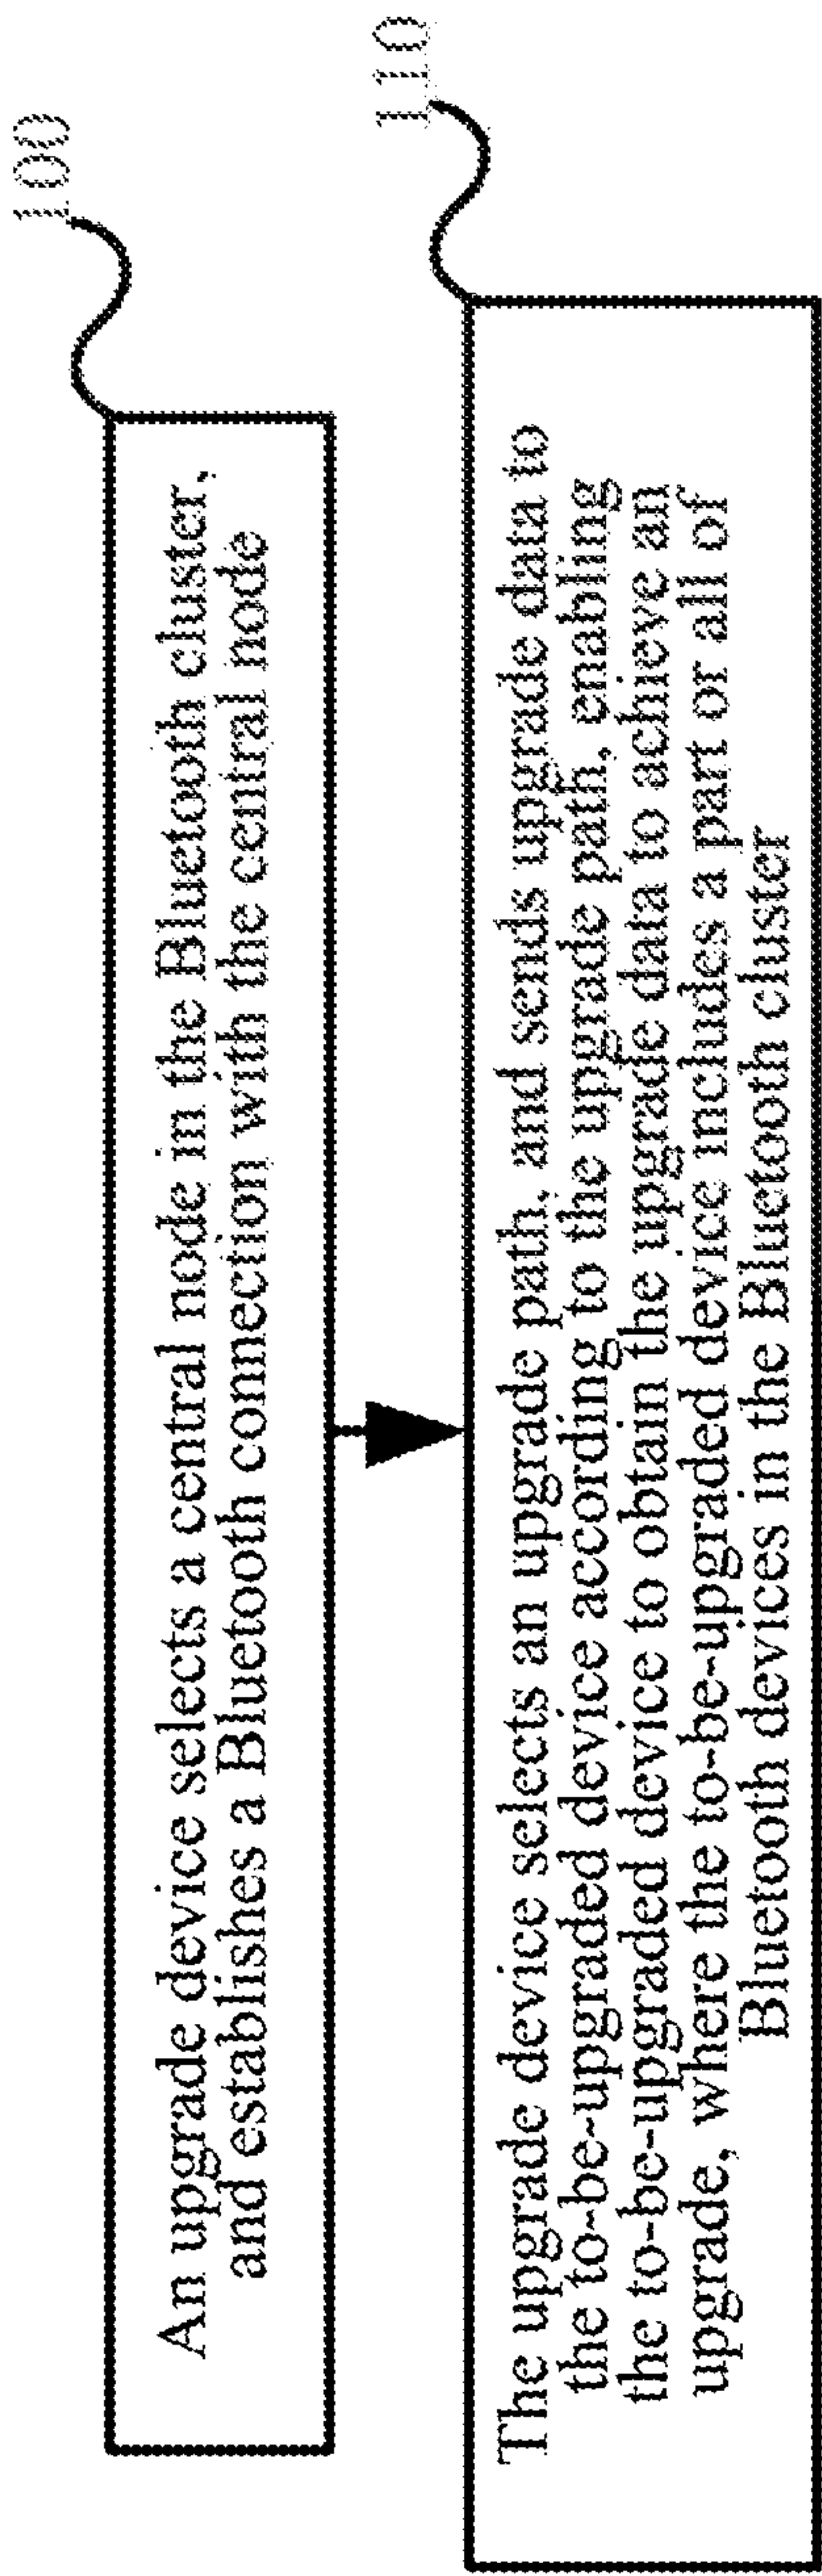 100
An upgrade device selects a central node in the Bluetooth cluster,
and establishes a Bluetooth connection with the central node
110
The upgrade device selects an upgrade path, and sends upgrade data to
the to-be-upgraded device according to the upgrade path, enabling
the to-be-upgraded device to obtain the upgrade data to achieve an
upgrade, where the to-be-upgraded device includes a part or all of
Bluetooth devices in the Bluetooth cluster